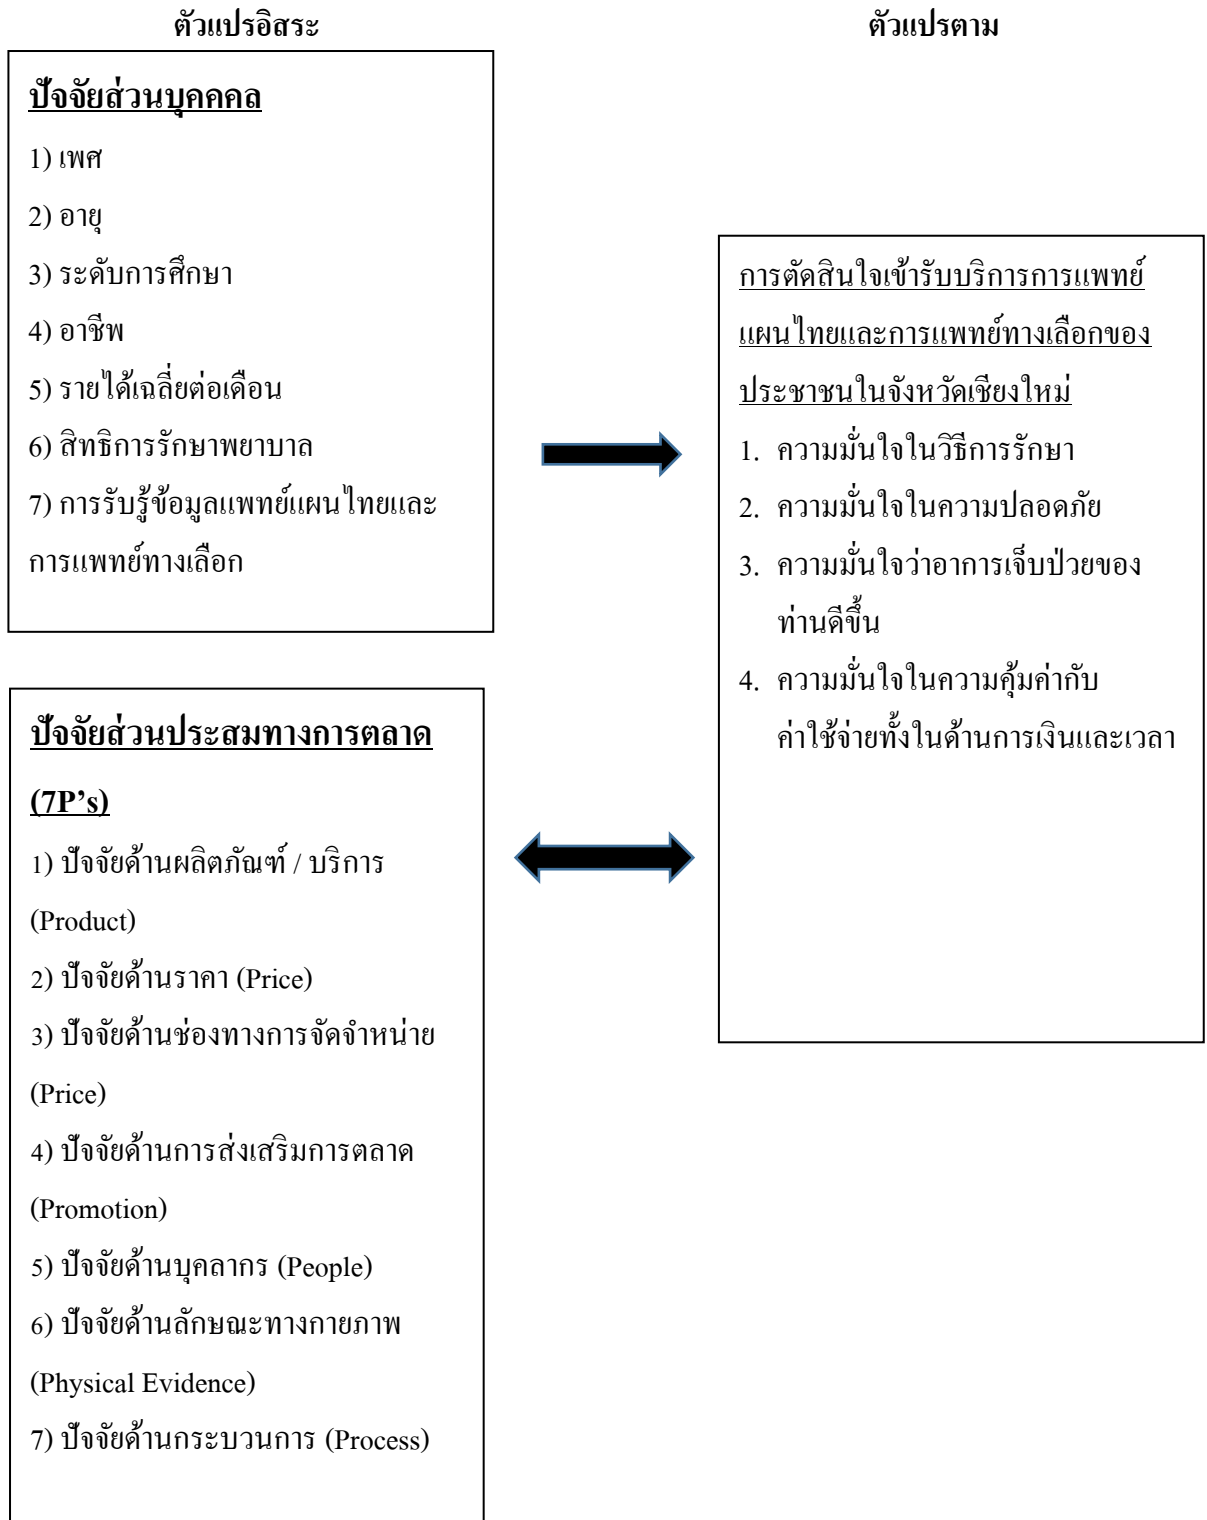 ตัวแปรอิสระ
ตัวแปรตาม
ปัจจัยส่วนบุคคคล
1) เพศ
2) อายุ
3) ระดับการศึกษา
4) อาชีพ
5) รายได้เฉลี่ยต่อเดือน
6) สิทธิการรักษาพยาบาล
7) การรับรู้ข้อมูลแพทย์แผนไทยและ
การแพทย์ทางเลือก
ปัจจัยส่วนประสมทางการตลาด
(7P’s)
1) ปัจจัยด้านผลิตภัณฑ์ / บริการ
(Product)
2) ปัจจัยด้านราคา (Price)
3) ปัจจัยด้านช่องทางการจัดจำหน่าย
(Price)
4) ปัจจัยด้านการส่งเสริมการตลาด
(Promotion)
5) ปัจจัยด้านบุคลากร (People)
6) ปัจจัยด้านลักษณะทางกายภาพ
(Physical Evidence)
7) ปัจจัยด้านกระบวนการ (Process)
การตัดสินใจเข้ารับบริการการแพทย์
แผนไทยและการแพทย์ทางเลือกของ
ประชาชนในจังหวัดเชียงใหม่
1. ความมั่นใจในวิธีการรักษา
2. ความมั่นใจในความปลอดภัย
3. ความมั่นใจว่าอาการเจ็บป่วยของ
ท่านดีขึ้น
4. ความมั่นใจในความคุ้มค่ากับ
ค่าใช้จ่ายทั้งในด้านการเงินและเวลา